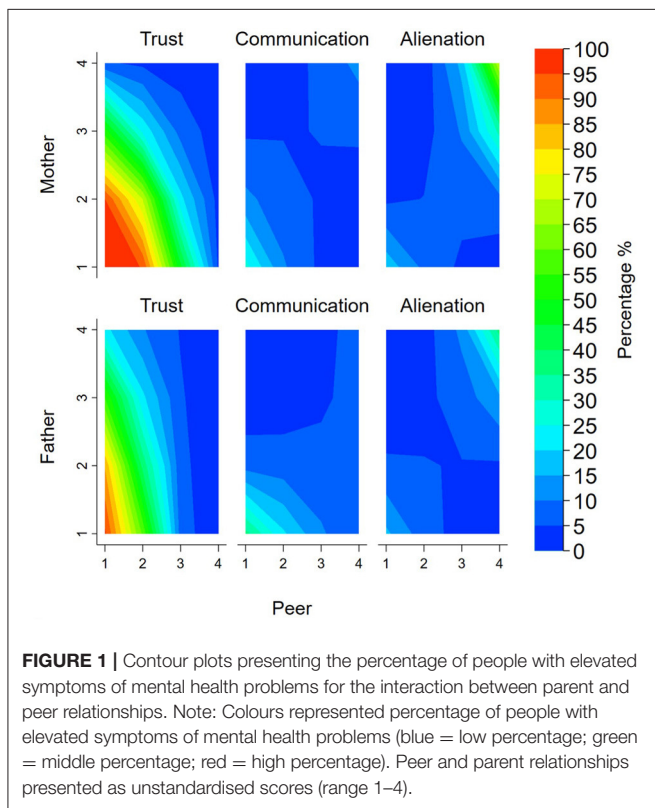 Trust Communication Alienation
Mother
4
3
2
1
Trust Communication Alienation
Father
4
3
2
1
1 2 3 4 1 2 3 4 1 2 3 4
Peer
100
95
90
85
80
75
70
65
60
55
50
45
40
35
30
25
20
15
10
5
0
Percentage %
FIGURE 1 | Contour plots presenting the percentage of people with elevated
symptoms of mental health problems for the interaction between parent and
peer relationships. Note: Colours represented percentage of people with
elevated symptoms of mental health problems (blue = low percentage; green
= middle percentage; red = high percentage). Peer and parent relationships
presented as unstandardised scores (range 1–4).